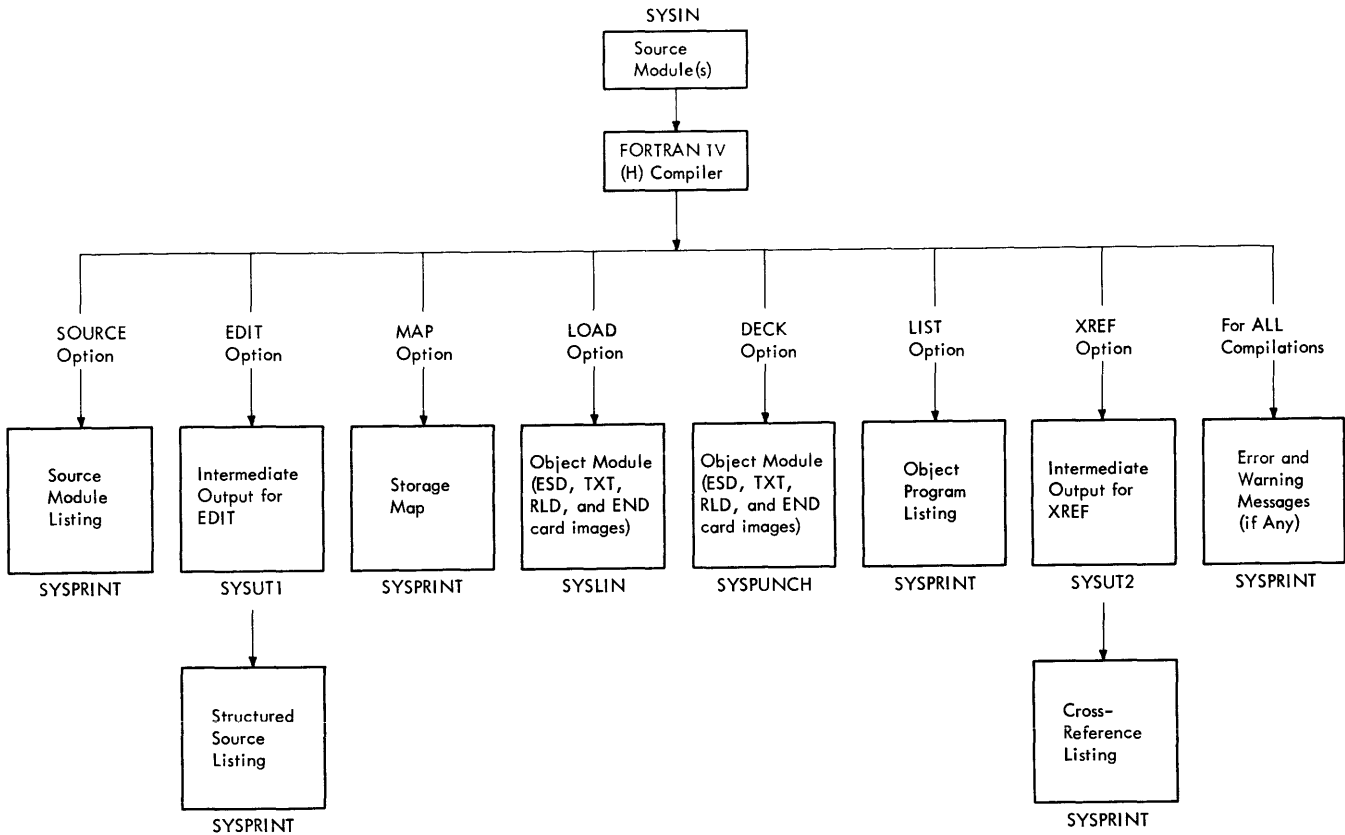 SYSIN
Source
Module(s)
FORTRAN IV
(H) Compiler
SOURCE
Option
EDIT
Option
MAP
Option
LOAD
Option
DECK
Option
LIST
Option
XREF
Option
For ALL
Compilations
Source
Module
Listing
SYSPRINT
Intermediate
Output for
EDIT
SYSUT1
Storage
Map
SYSPRINT
Object Module
(ESD, TXT,
RLD, and END
card images)
SYSLIN
Object Module
(ESD, TXT,
RLD, and END
card images)
SYSPUNCH
Object
Program
Listing
SYSPRINT
Intermediate
Output for
XREF
SYSUT2
Error and
Warning
Messages
(if Any)
SYSPRINT
Structured
Source
Listing
SYSPRINT
Cross-
Reference
Listing
SYSPRINT